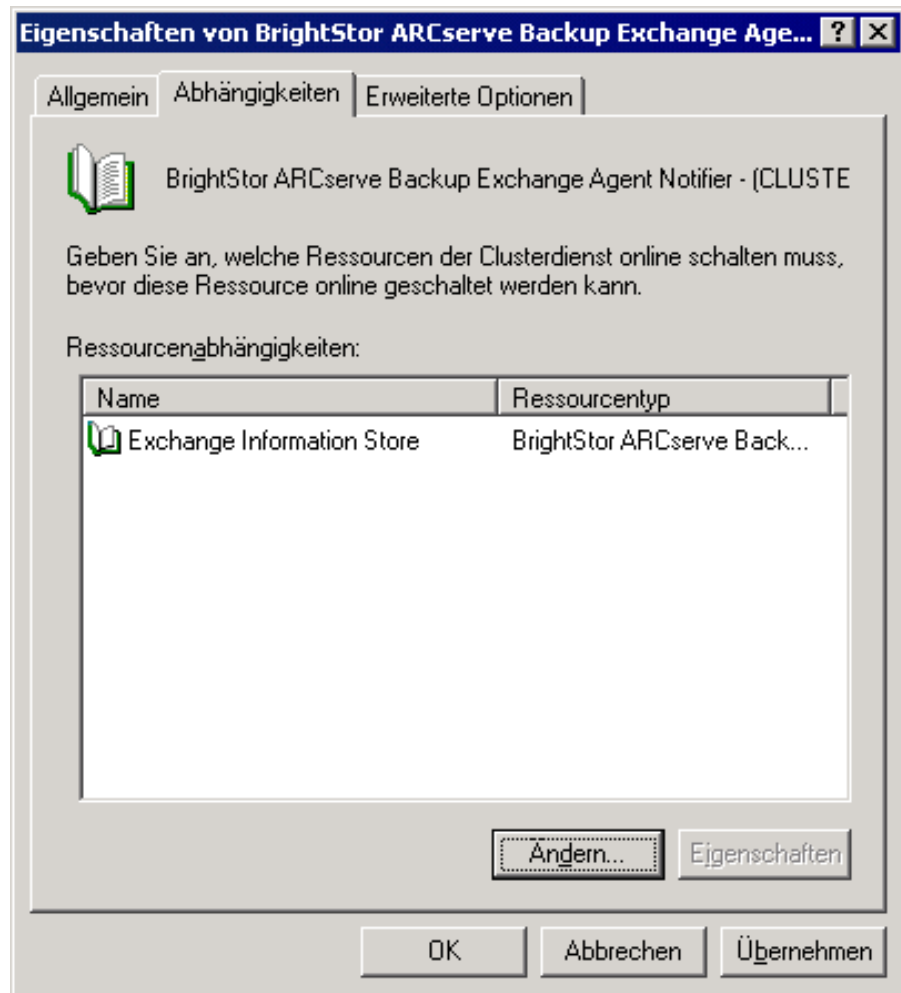 Eigenschaften von BrightStor ARCserve Backup Exchange Age... ? X
Allgemein Abhängigkeiten Erweiterte Optionen
BrightStor ARCserve Backup Exchange Agent Notifier - (CLUSTE
Geben Sie an, welche Ressourcen der Clusterdienst online schalten muss,
bevor diese Ressource online geschaltet werden kann.
Ressourcenabhängigkeiten:
Name Ressourcentyp
Exchange Information Store BrightStor ARCserve Back...
Ändern... Eigenschaften
OK Abbrechen Übernehmen